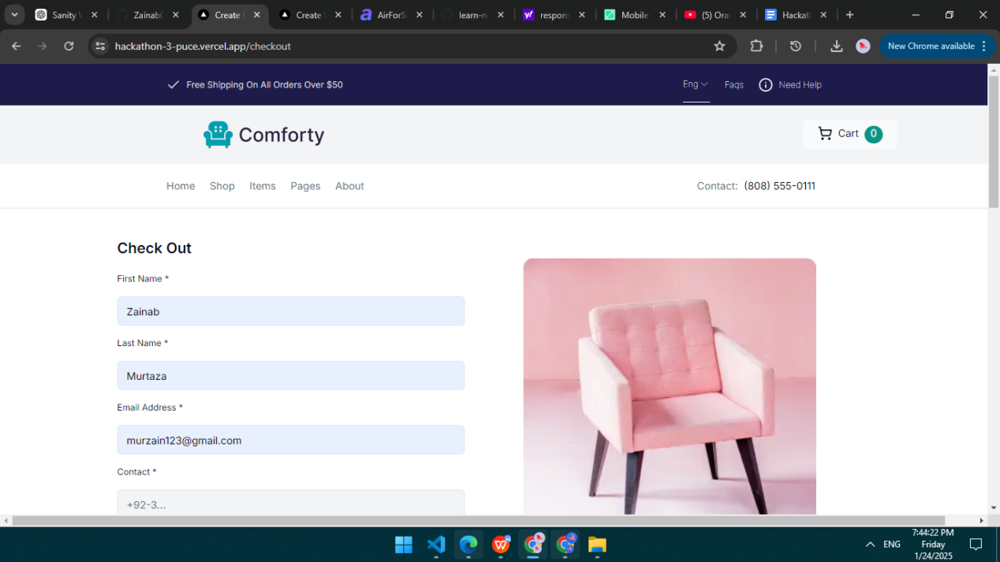 Sanity V
Zainab
Create
Create
AirForS
learn-n
respons
Mobile
(5) Ora
Hackat
hackathon-3-puce.vercel.app/checkout
New Chrome available
Free Shipping On All Orders Over $50
Eng
Faqs
Need Help
Comforty
Cart 0
Home Shop Items Pages About
Contact: (808) 555-0111
Check Out
First Name *
Zainab
Last Name *
Murtaza
Email Address *
murzain123@gmail.com
Contact *
+92-3...
ENG
7:44:22 PM
Friday
1/24/2025